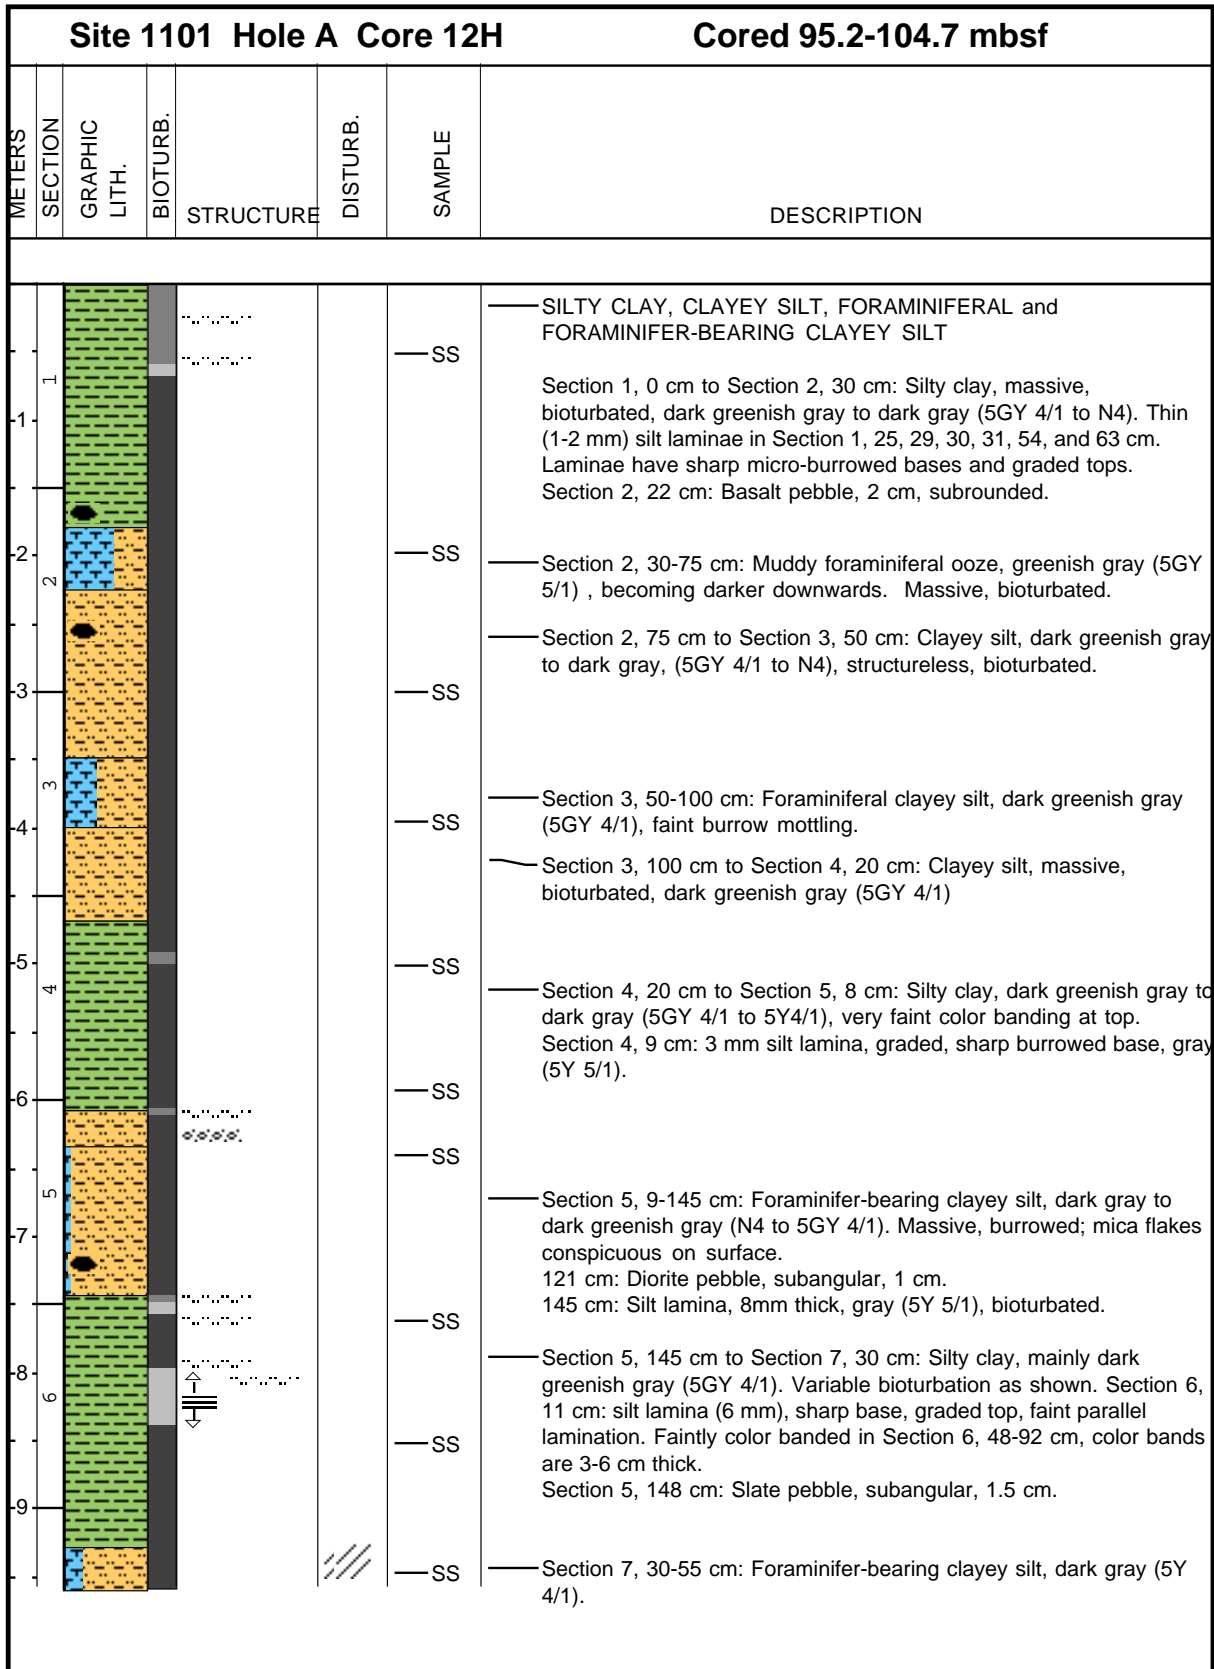 Site 1101 Hole A Core 12H
Cored 95.2-104.7 mbsf
METERS
SECTION
GRAPHIC
LITH.
BIOTURB.
STRUCTURE
DISTURB.
SAMPLE
DESCRIPTION
1
2
3
4
5
6
7
8
9
1
2
3
4
5
6
SS
SS
SS
SS
SS
SS
SS
SS
SS
SS
SILTY CLAY, CLAYEY SILT, FORAMINIFERAL and
FORAMINIFER-BEARING CLAYEY SILT
Section 1, 0 cm to Section 2, 30 cm: Silty clay, massive,
bioturbated, dark greenish gray to dark gray (5GY 4/1 to N4). Thin
(1-2 mm) silt laminae in Section 1, 25, 29, 30, 31, 54, and 63 cm.
Laminae have sharp micro-burrowed bases and graded tops.
Section 2, 22 cm: Basalt pebble, 2 cm, subrounded.
Section 2, 30-75 cm: Muddy foraminiferal ooze, greenish gray (5GY
5/1) , becoming darker downwards. Massive, bioturbated.
Section 2, 75 cm to Section 3, 50 cm: Clayey silt, dark greenish gray
to dark gray, (5GY 4/1 to N4), structureless, bioturbated.
Section 3, 50-100 cm: Foraminiferal clayey silt, dark greenish gray
(5GY 4/1), faint burrow mottling.
Section 3, 100 cm to Section 4, 20 cm: Clayey silt, massive,
bioturbated, dark greenish gray (5GY 4/1)
Section 4, 20 cm to Section 5, 8 cm: Silty clay, dark greenish gray to
dark gray (5GY 4/1 to 5Y4/1), very faint color banding at top.
Section 4, 9 cm: 3 mm silt lamina, graded, sharp burrowed base, gray
(5Y 5/1).
Section 5, 9-145 cm: Foraminifer-bearing clayey silt, dark gray to
dark greenish gray (N4 to 5GY 4/1). Massive, burrowed; mica flakes
conspicuous on surface.
121 cm: Diorite pebble, subangular, 1 cm.
145 cm: Silt lamina, 8mm thick, gray (5Y 5/1), bioturbated.
Section 5, 145 cm to Section 7, 30 cm: Silty clay, mainly dark
greenish gray (5GY 4/1). Variable bioturbation as shown. Section 6,
11 cm: silt lamina (6 mm), sharp base, graded top, faint parallel
lamination. Faintly color banded in Section 6, 48-92 cm, color bands
are 3-6 cm thick.
Section 5, 148 cm: Slate pebble, subangular, 1.5 cm.
Section 7, 30-55 cm: Foraminifer-bearing clayey silt, dark gray (5Y
4/1).